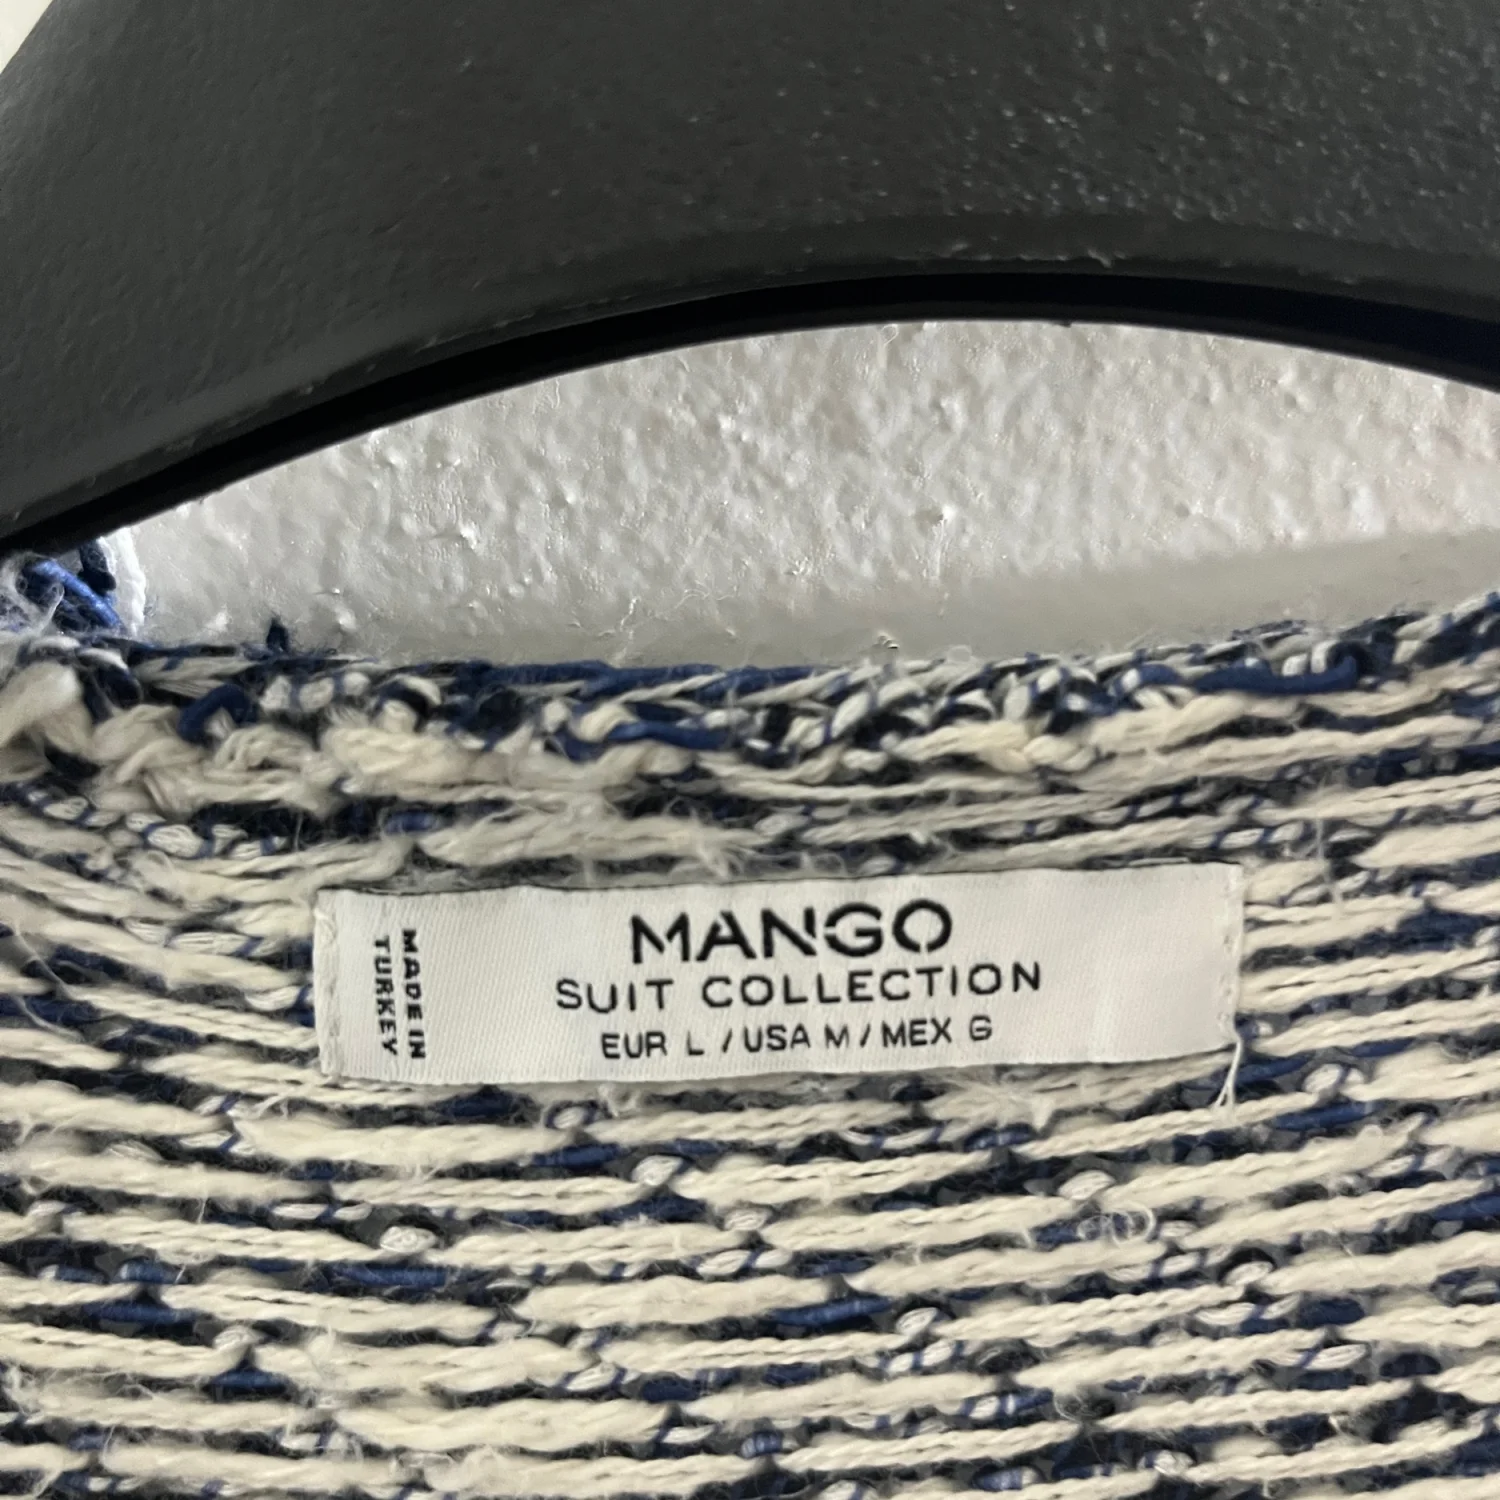 MANGO
SUIT COLLECTION
EUR L / USA M / MEX G
MADE IN
TURKEY